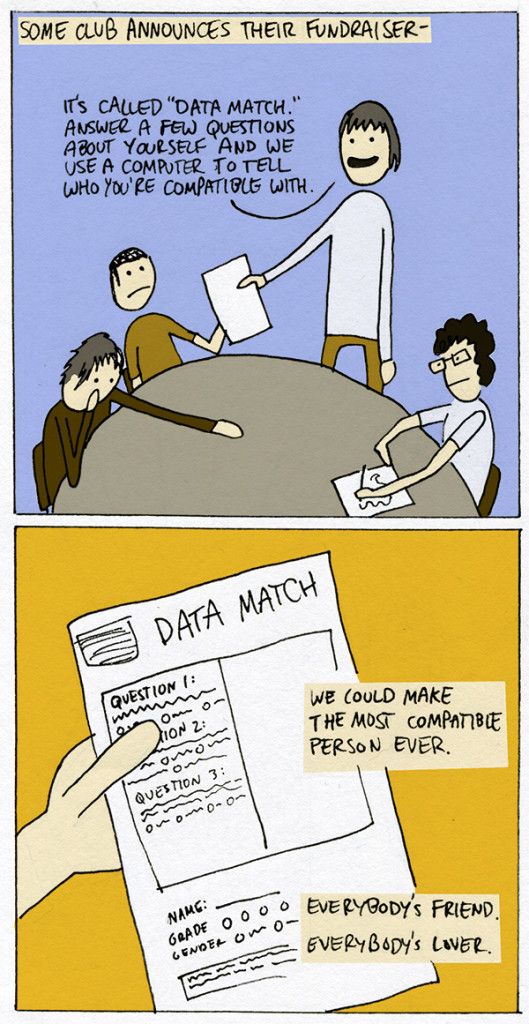 SOME CLUB ANNOUNCES THEIR FUNDRAISER-
IT'S CALLED "DATA MATCH."
ANSWER A FEW QUESTIONS
ABOUT YOURSELF AND WE
USE A COMPUTER TO TELL
WHO YOU'RE COMPATIBLE WITH.
DATA MATCH
QUESTION 1:
ION 2:
QUESTION 3:
WE COULD MAKE
THE MOST COMPATIBLE
PERSON EVER.
NAME:
GRADE
GENDER
EVERYBODY'S FRIEND.
EVERYBODY'S LOVER.